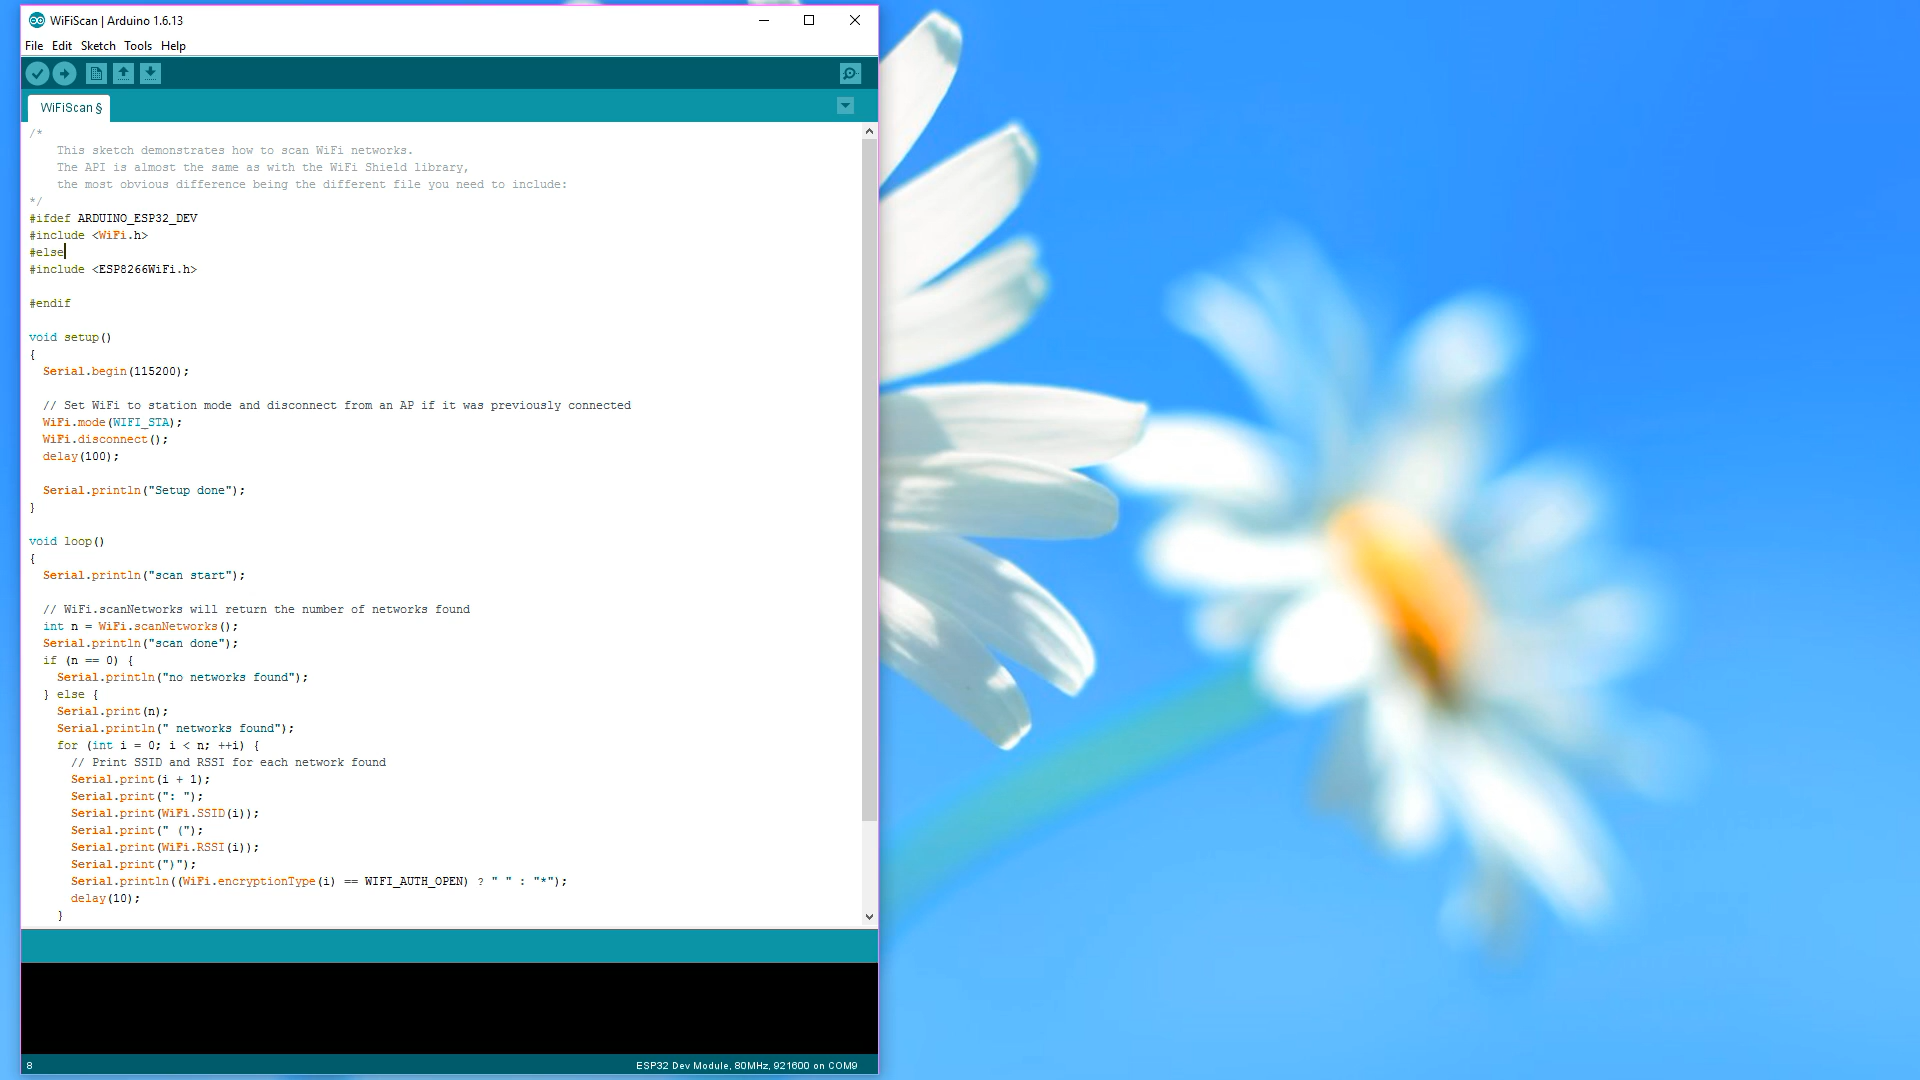 WiFiScan | Arduino 1.6.13
File Edit Sketch Tools Help
WiFiScan §
/*
    This sketch demonstrates how to scan WiFi networks.
    The API is almost the same as with the WiFi Shield library,
    the most obvious difference being the different file you need to include:
*/
#ifdef ARDUINO_ESP32_DEV
#include <WiFi.h>
#else
#include <ESP8266WiFi.h>
#endif
void setup()
{
  Serial.begin(115200);
  // Set WiFi to station mode and disconnect from an AP if it was previously connected
  WiFi.mode(WIFI_STA);
  WiFi.disconnect();
  delay(100);
  Serial.println("Setup done");
}
void loop()
{
  Serial.println("scan start");
  // WiFi.scanNetworks will return the number of networks found
  int n = WiFi.scanNetworks();
  Serial.println("scan done");
  if (n == 0) {
    Serial.println("no networks found");
  } else {
    Serial.print(n);
    Serial.println(" networks found");
    for (int i = 0; i < n; ++i) {
      // Print SSID and RSSI for each network found
      Serial.print(i + 1);
      Serial.print(": ");
      Serial.print(WiFi.SSID(i));
      Serial.print(" (");
      Serial.print(WiFi.RSSI(i));
      Serial.print(")");
      Serial.println((WiFi.encryptionType(i) == WIFI_AUTH_OPEN) ? " " : "*");
      delay(10);
    }
8 ESP32 Dev Module, 80MHz, 921600 on COM9